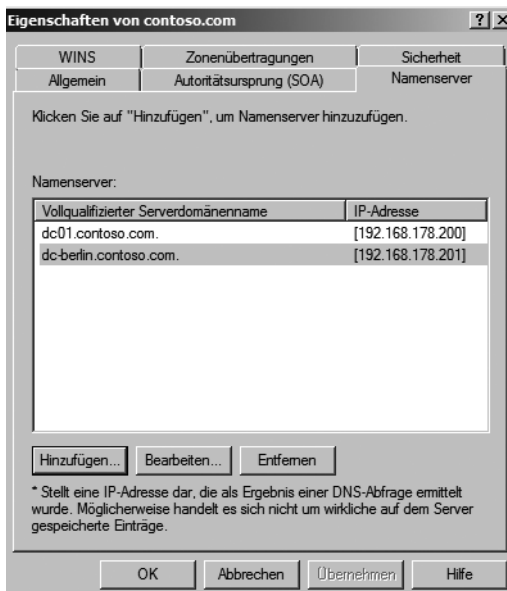 Eigenschaften von contoso.com
WINS Zonenübertragungen Sicherheit
Allgemein Autoritätsursprung (SOA) Namenserver
Klicken Sie auf "Hinzufügen", um Namenserver hinzuzufügen.
Namenserver:
Vollqualifizierter Serverdomänenname IP-Adresse
dc01.contoso.com. [192.168.178.200]
dc-berlin.contoso.com. [192.168.178.201]
Hinzufügen... Bearbeiten... Entfernen
* Stellt eine IP-Adresse dar, die als Ergebnis einer DNS-Abfrage ermittelt
wurde. Möglicherweise handelt es sich nicht um wirkliche auf dem Server
gespeicherte Einträge.
OK Abbrechen Übernehmen Hilfe